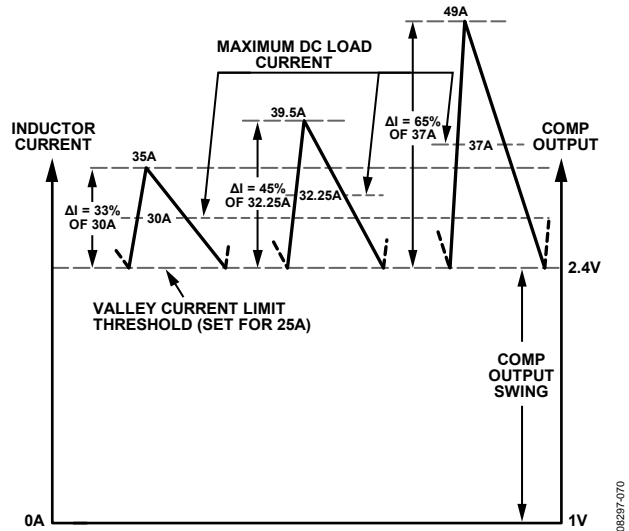 49A
MAXIMUM DC LOAD
CURRENT
39.5A
ΔI = 65%
OF 37A
INDUCTOR
CURRENT
COMP
OUTPUT
35A
37A
ΔI = 45%
OF 32.25A
32.25A
ΔI = 33%
OF 30A
30A
2.4V
VALLEY CURRENT LIMIT
THRESHOLD (SET FOR 25A)
COMP
OUTPUT
SWING
0A
1V
08297-070